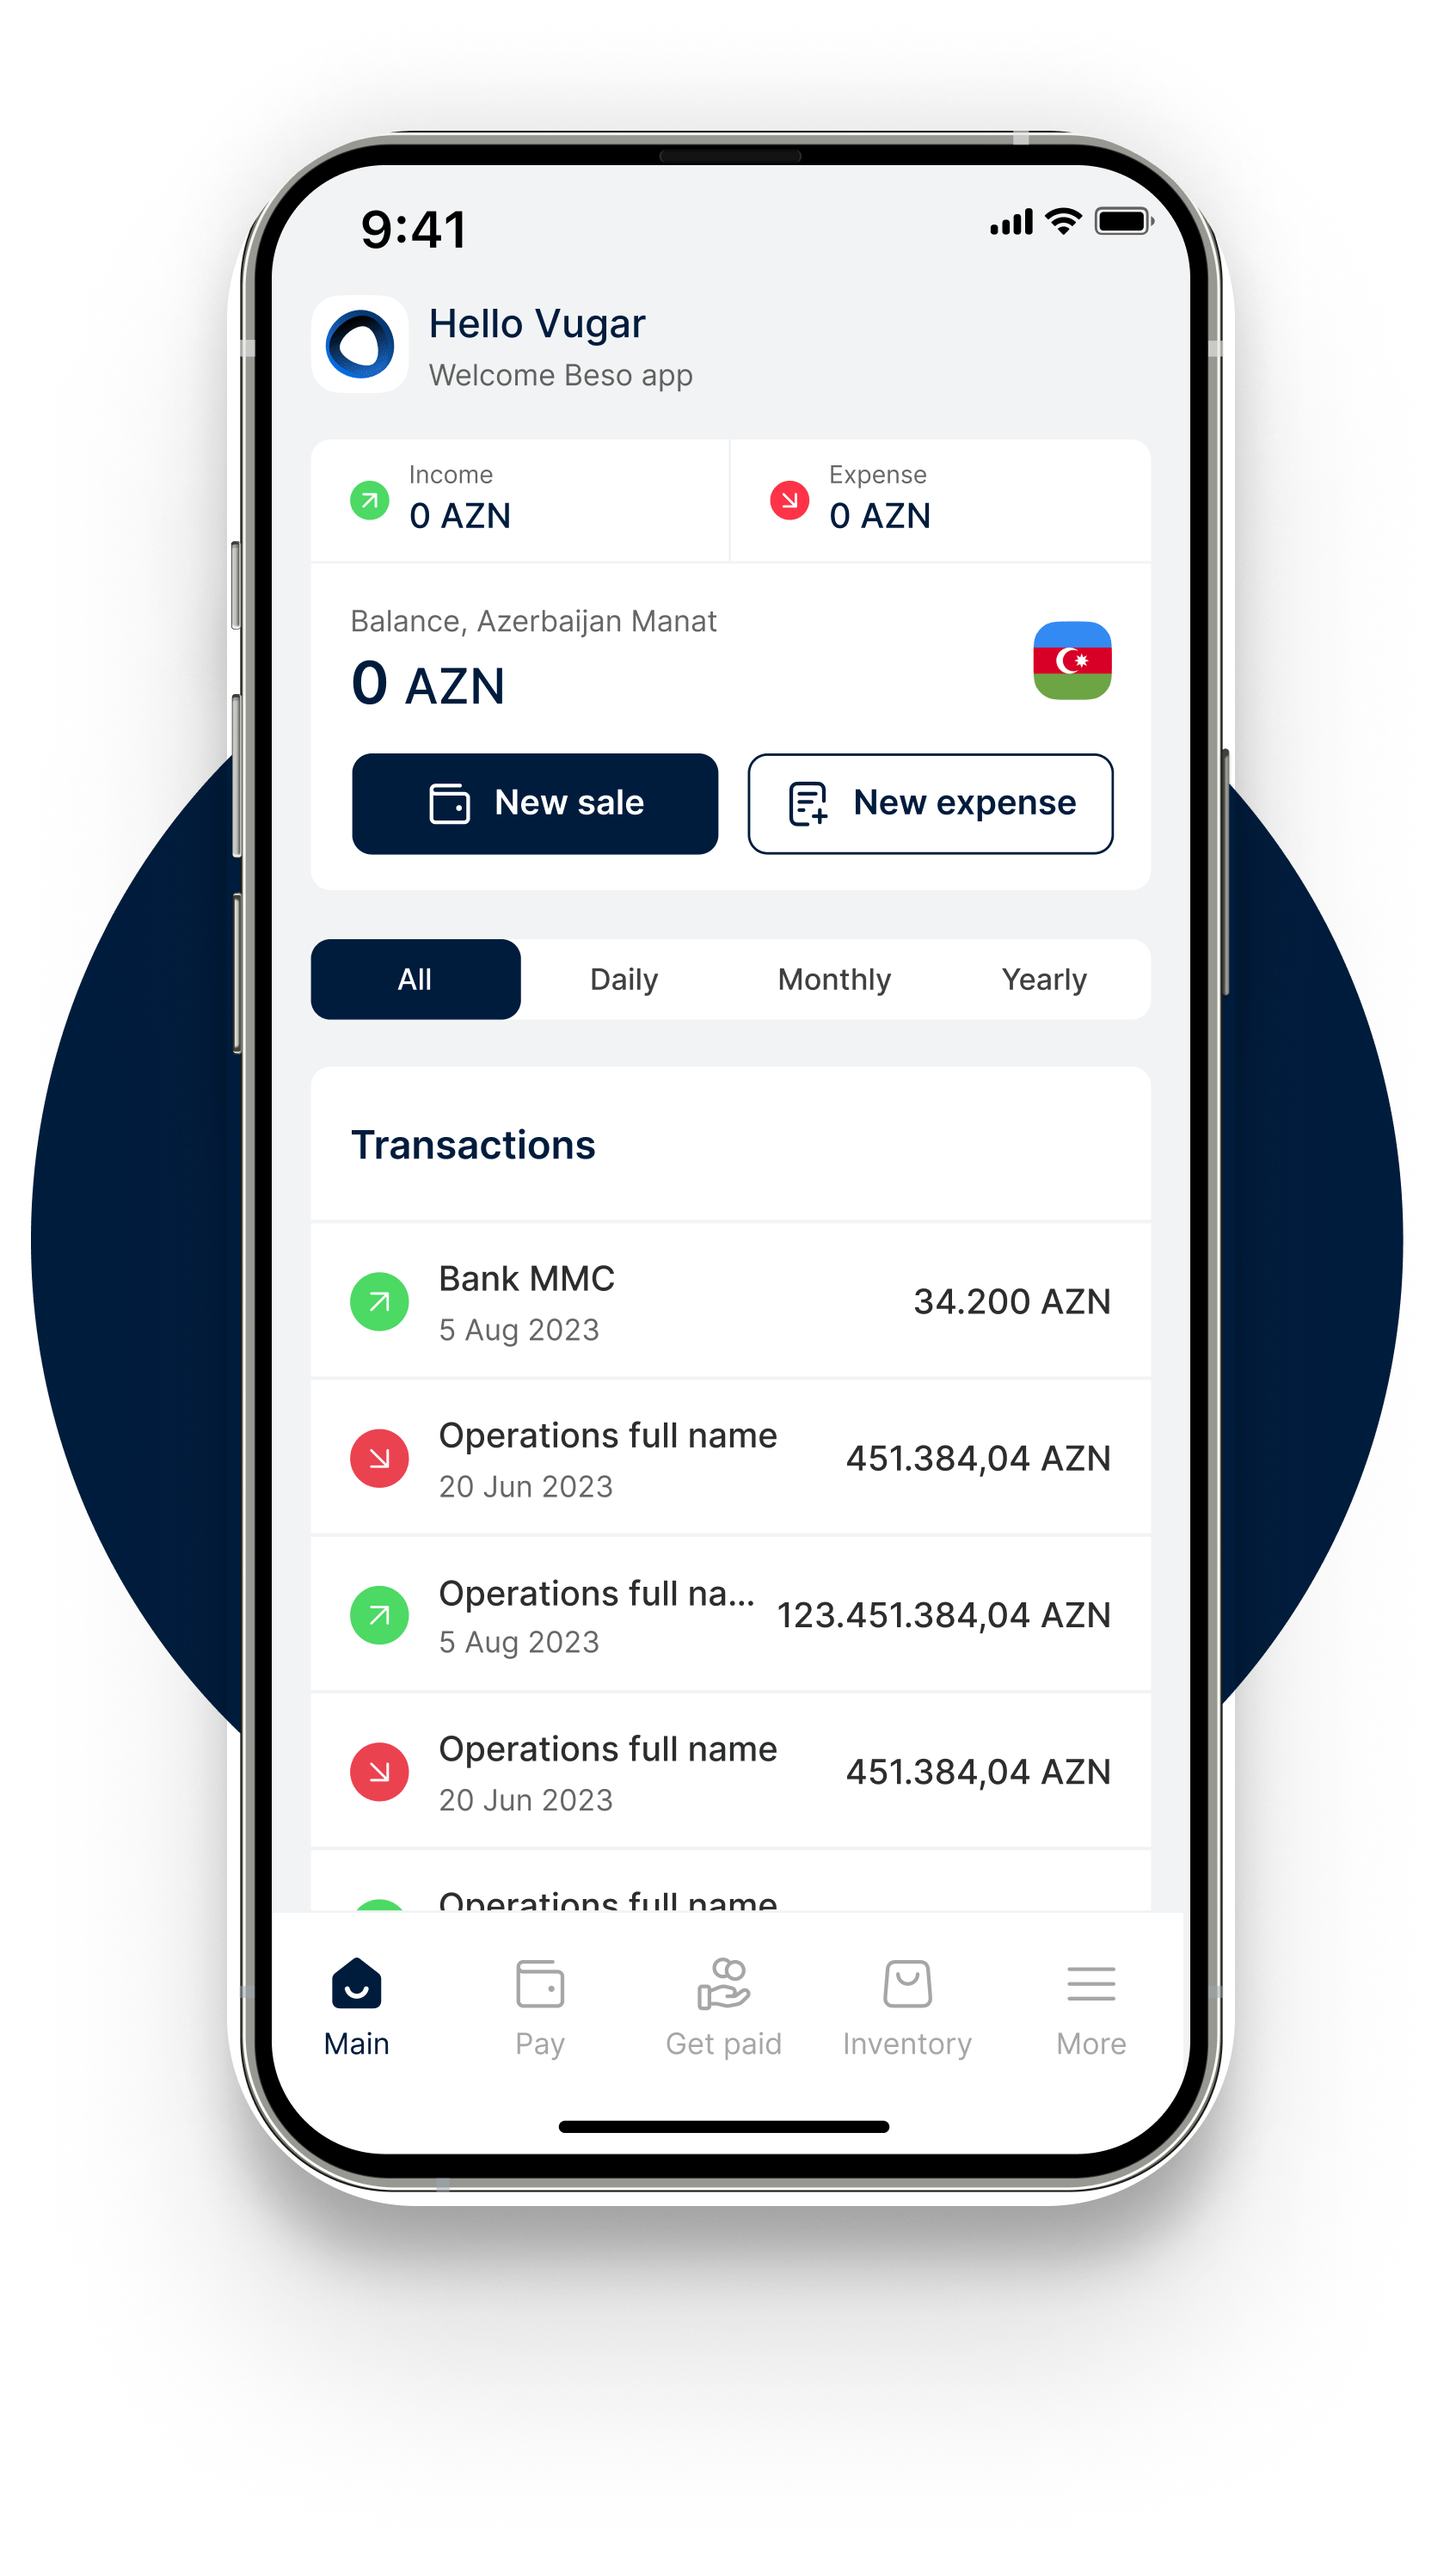 9:41
Hello Vugar
Welcome Beso app
Income
0 AZN
Expense
0 AZN
Balance, Azerbaijan Manat
0 AZN
New sale
New expense
All
Daily
Monthly
Yearly
Transactions
Bank MMC
34.200 AZN
5 Aug 2023
Operations full name
451.384,04 AZN
20 Jun 2023
Operations full na...
123.451.384,04 AZN
5 Aug 2023
Operations full name
451.384,04 AZN
20 Jun 2023
Operations full name
Main
Pay
Get paid
Inventory
More